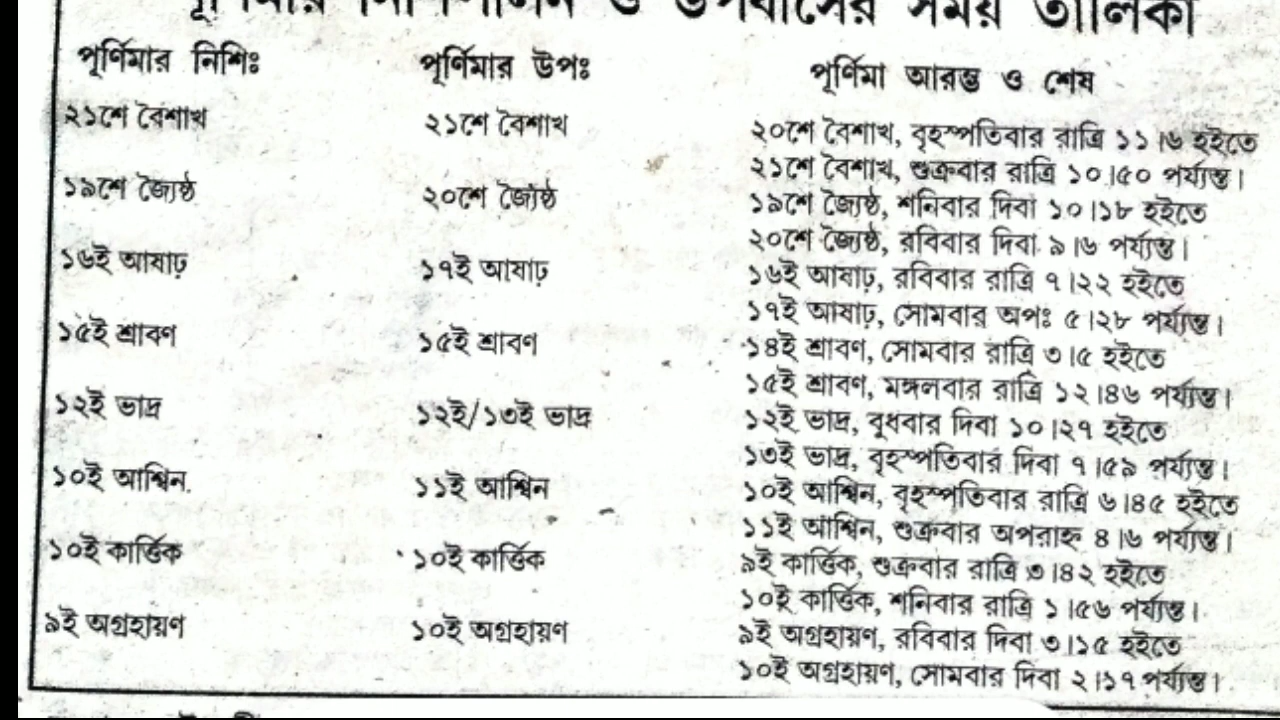 পূর্ণিমার নিশিপালন ও উপবাসের সময় তালিকা
পূর্ণিমার নিশিঃ পূর্ণিমার উপঃ পূর্ণিমা আরম্ভ ও শেষ
২১শে বৈশাখ ২১শে বৈশাখ ২০শে বৈশাখ, বৃহস্পতিবার রাত্রি ১১।৬ হইতে
২১শে বৈশাখ, শুক্রবার রাত্রি ১০।৫০ পর্য্যন্ত।
১৯শে জ্যৈষ্ঠ ২০শে জ্যৈষ্ঠ ১৯শে জ্যৈষ্ঠ, শনিবার দিবা ১০।১৮ হইতে
২০শে জ্যৈষ্ঠ, রবিবার দিবা ৯।৬ পর্য্যন্ত।
১৬ই আষাঢ় ১৭ই আষাঢ় ১৬ই আষাঢ়, রবিবার রাত্রি ৭।২২ হইতে
১৭ই আষাঢ়, সোমবার অপঃ ৫।২৮ পর্য্যন্ত।
১৫ই শ্রাবণ ১৫ই শ্রাবণ ১৪ই শ্রাবণ, সোমবার রাত্রি ৩।৫ হইতে
১৫ই শ্রাবণ, মঙ্গলবার রাত্রি ১২।৪৬ পর্য্যন্ত।
১২ই ভাদ্র ১২ই/১৩ই ভাদ্র ১২ই ভাদ্র, বুধবার দিবা ১০।২৭ হইতে
১৩ই ভাদ্র, বৃহস্পতিবার দিবা ৭।৫৯ পর্য্যন্ত।
১০ই আশ্বিন ১১ই আশ্বিন ১০ই আশ্বিন, বৃহস্পতিবার রাত্রি ৬।৪৫ হইতে
১১ই আশ্বিন, শুক্রবার অপরাহ্ন ৪।৬ পর্য্যন্ত।
১০ই কার্ত্তিক ১০ই কার্ত্তিক ৯ই কার্ত্তিক, শুক্রবার রাত্রি ৩।৪২ হইতে
১০ই কার্ত্তিক, শনিবার রাত্রি ১।৫৬ পর্য্যন্ত।
৯ই অগ্রহায়ণ ১০ই অগ্রহায়ণ ৯ই অগ্রহায়ণ, রবিবার দিবা ৩।১৫ হইতে
১০ই অগ্রহায়ণ, সোমবার দিবা ২।১৭ পর্য্যন্ত।